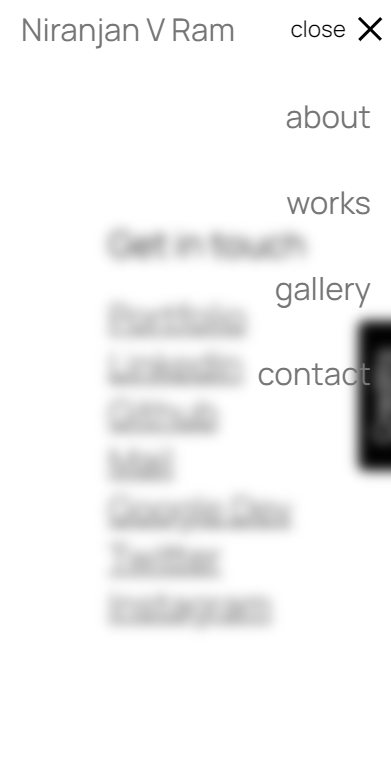 Niranjan V Ram
close
about
works
Get in touch
gallery
Portfolio
LinkedIn
contact
Github
Mail
Google Dev
Twitter
Instagram